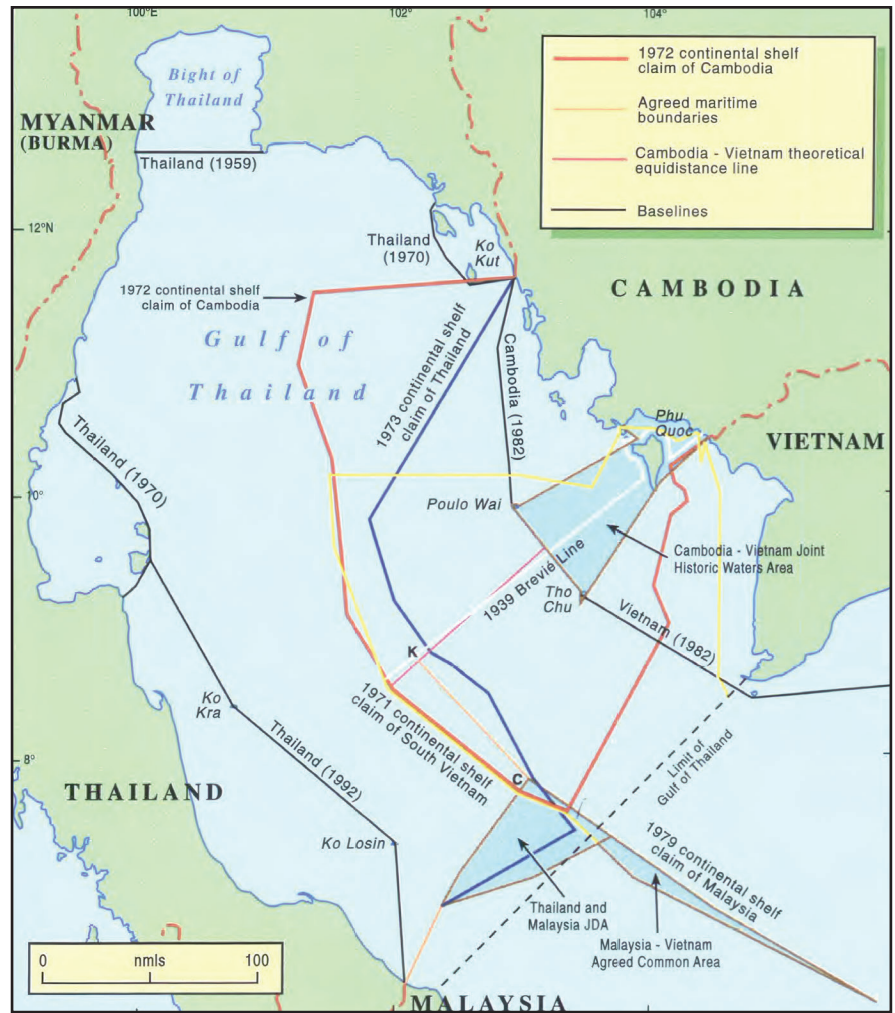 100°E
102°
104°
Bight of
Thailand
MYANMAR
(BURMA)
Thailand (1959)
1972 continental shelf
claim of Cambodia
Agreed maritime
boundaries
Cambodia - Vietnam theoretical
equidistance line
Baselines
12°N
Thailand
(1970)
Ko
Kut
CAMBODIA
1972 continental shelf
claim of Cambodia
Gulf of
Thailand
1973 continental shelf
claim of Thailand
Cambodia (1982)
Phu
Quoc
VIETNAM
Thailand (1970)
10°
Poulo Wai
Cambodia - Vietnam Joint
Historic Waters Area
1939 Brevié Line
Tho
Chu
Vietnam (1982)
K
Ko
Kra
1971 continental shelf
claim of South Vietnam
Limit of
Gulf of Thailand
8°
C
THAILAND
Thailand (1992)
Ko Losin
1979 continental shelf
claim of Malaysia
Thailand and
Malaysia JDA
Malaysia - Vietnam
Agreed Common Area
0 nmls 100
MALAYSIA